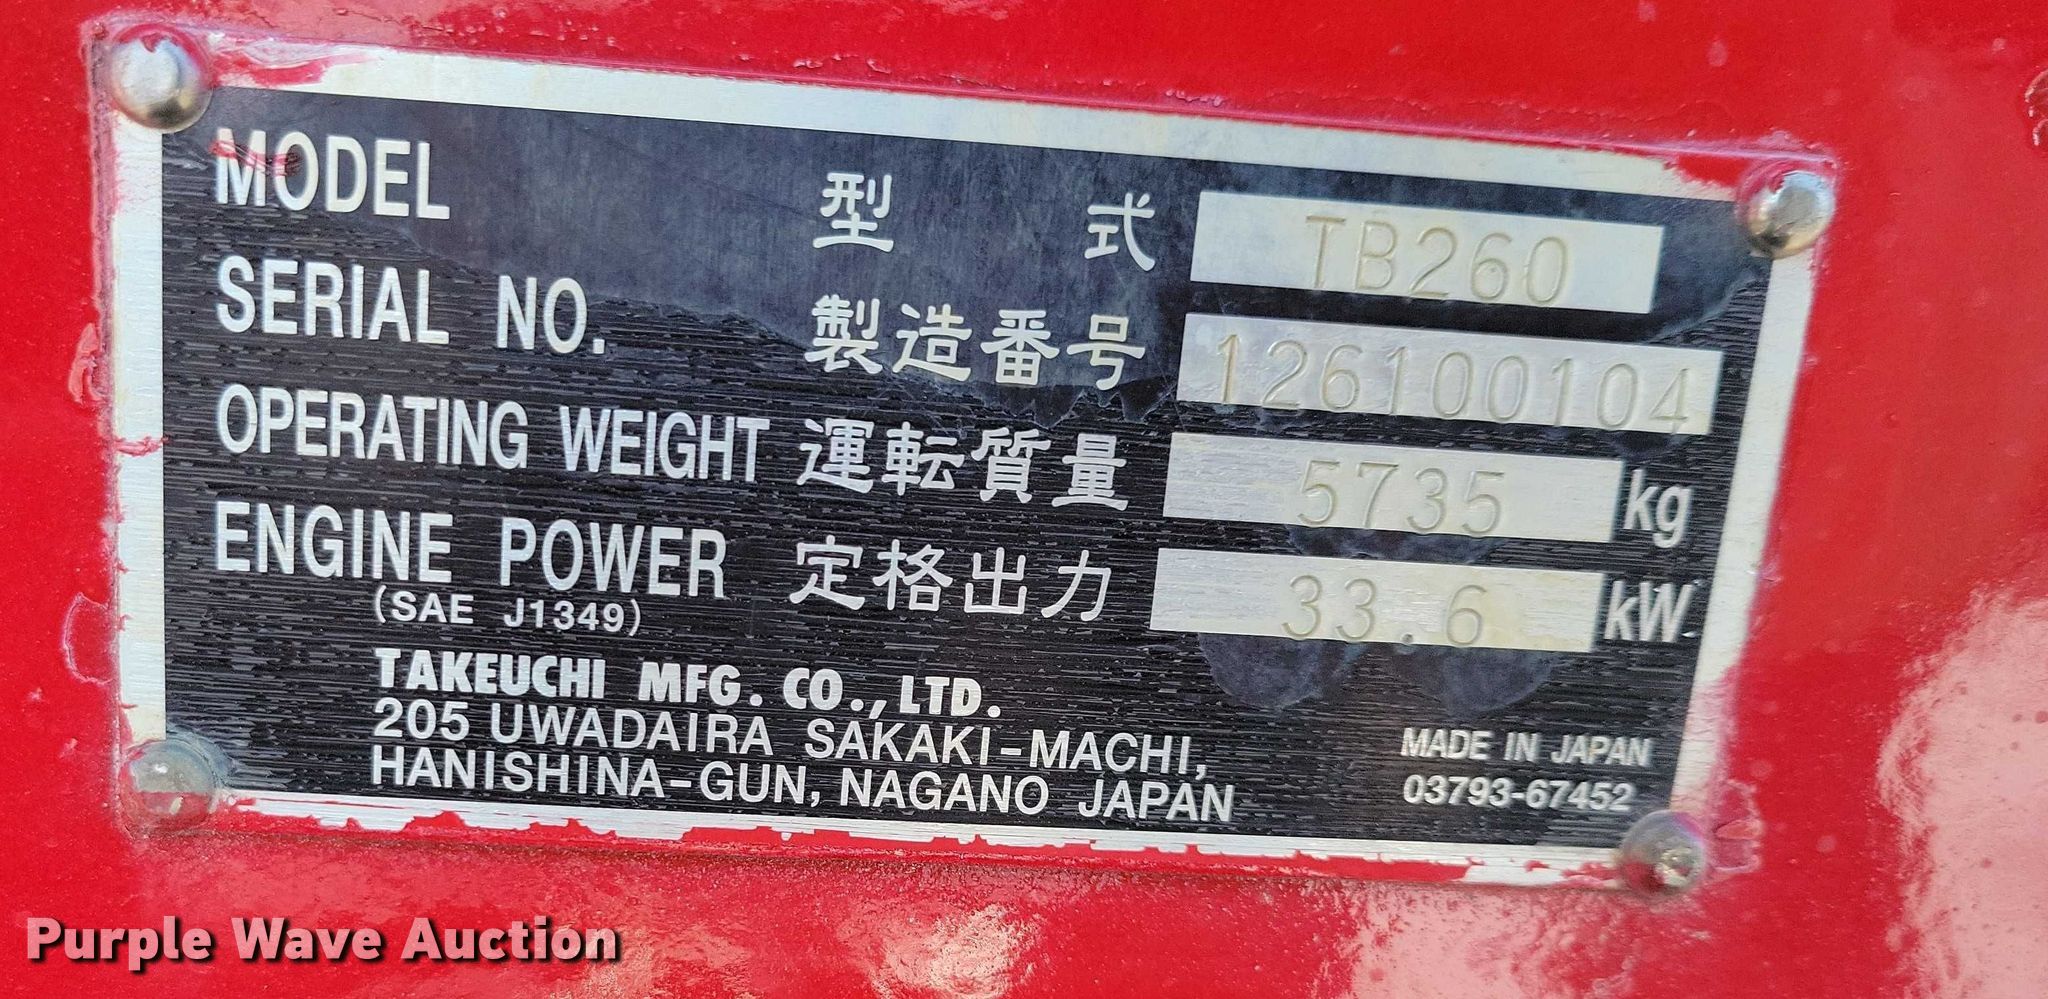 MODEL 型式 TB260
SERIAL NO. 製造番号 126100104
OPERATING WEIGHT 運転質量 5735 kg
ENGINE POWER 定格出力 33.6 kW
(SAE J1349)
TAKEUCHI MFG. CO., LTD.
205 UWADAIRA SAKAKI-MACHI,
HANISHINA-GUN, NAGANO JAPAN
MADE IN JAPAN
03793-67452
Purple Wave Auction